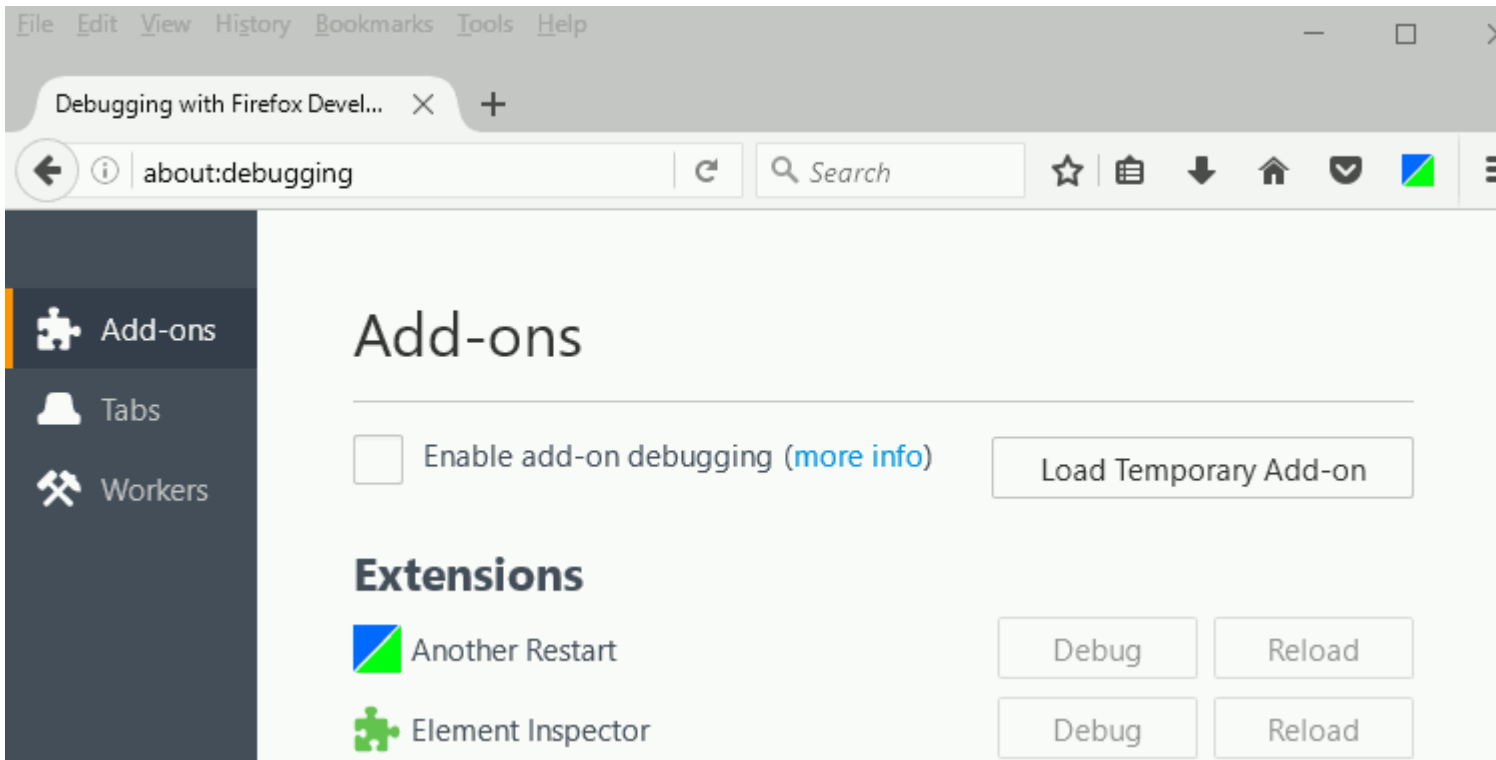 File Edit View History Bookmarks Tools Help
Debugging with Firefox Devel...
about:debugging
Search
Add-ons
Tabs
Workers
Add-ons
Enable add-on debugging (more info)
Load Temporary Add-on
Extensions
Another Restart Debug Reload
Element Inspector Debug Reload